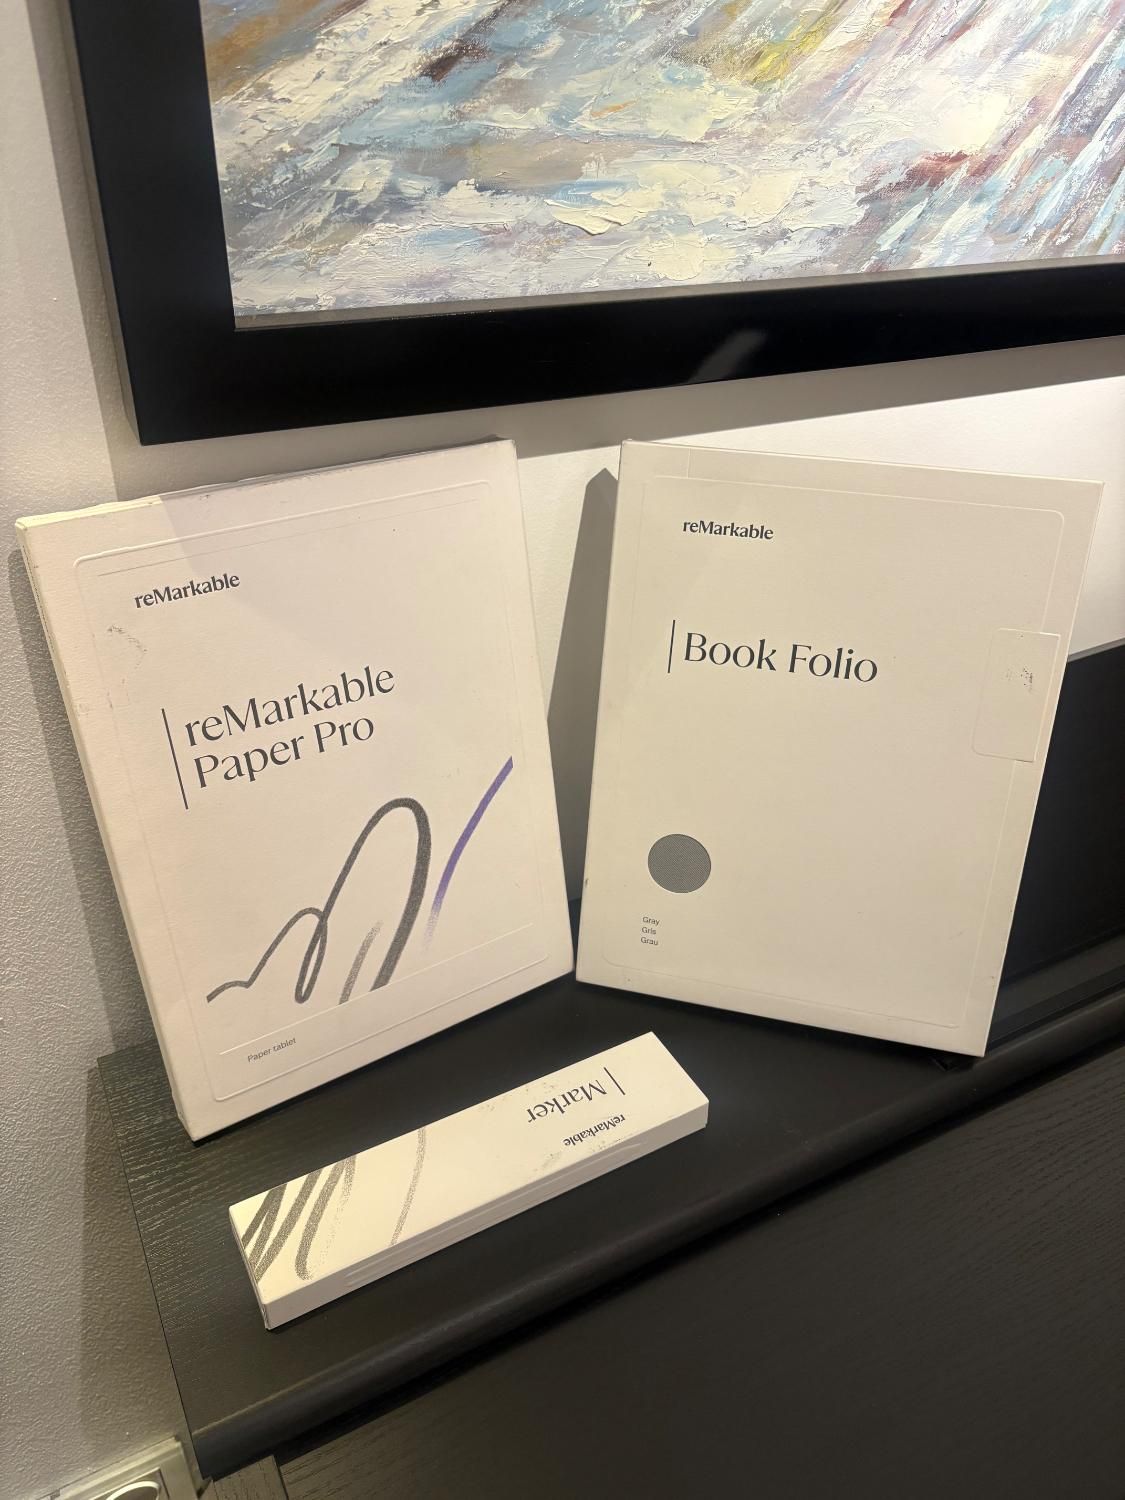 reMarkable
reMarkable
Paper Pro
Paper tablet
reMarkable
Book Folio
Gray
Gris
Grau
reMarkable
Marker